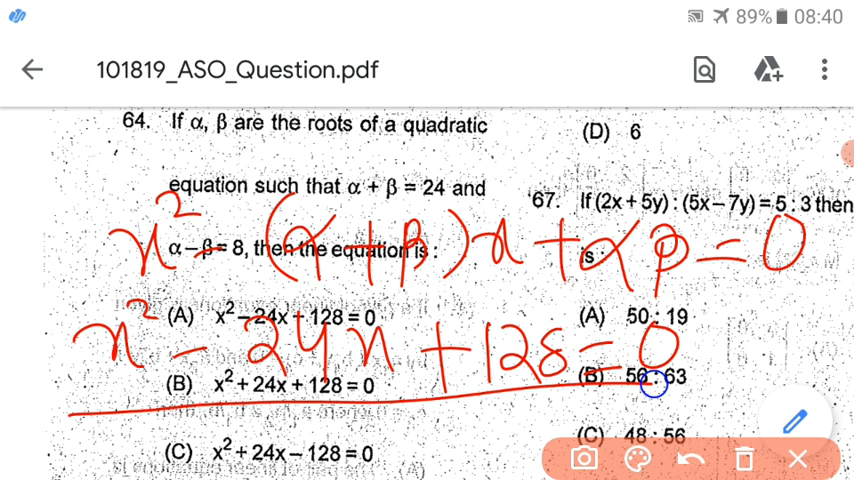 89% 08:40
101819_ASO_Question.pdf
64. If α, β are the roots of a quadratic
equation such that α + β = 24 and
α – β = 8, then the equation is :
(A) x² – 24x + 128 = 0
(B) x² + 24x + 128 = 0
(C) x² + 24x – 128 = 0
(D) 6
67. If (2x + 5y) : (5x – 7y) = 5 : 3 then
is :
(A) 50 : 19
(B) 56 : 63
(C) 48 : 56
x² – (α + β)x + αβ = 0
x² – 24x + 128 = 0